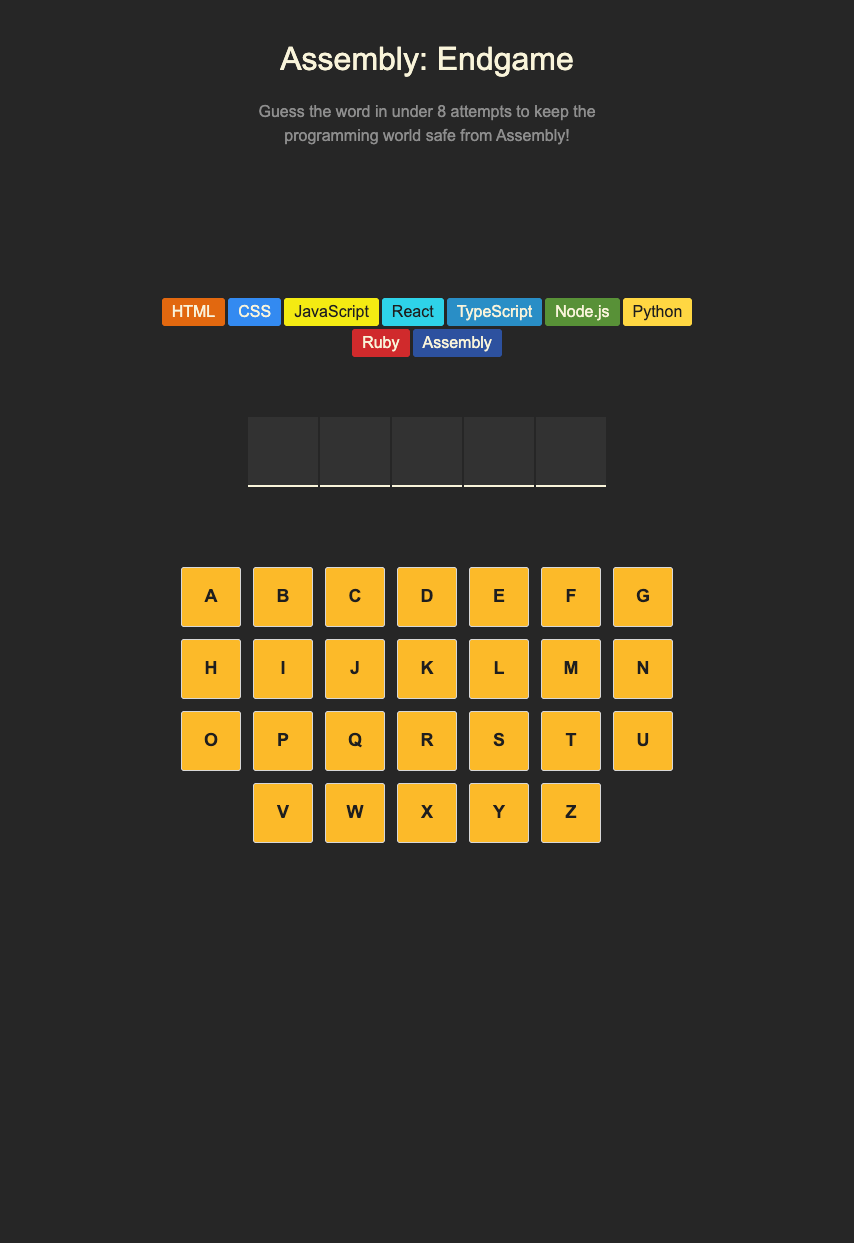 Assembly: Endgame
Guess the word in under 8 attempts to keep the
programming world safe from Assembly!
HTML CSS JavaScript React TypeScript Node.js Python
Ruby Assembly
A B C D E F G
H I J K L M N
O P Q R S T U
V W X Y Z